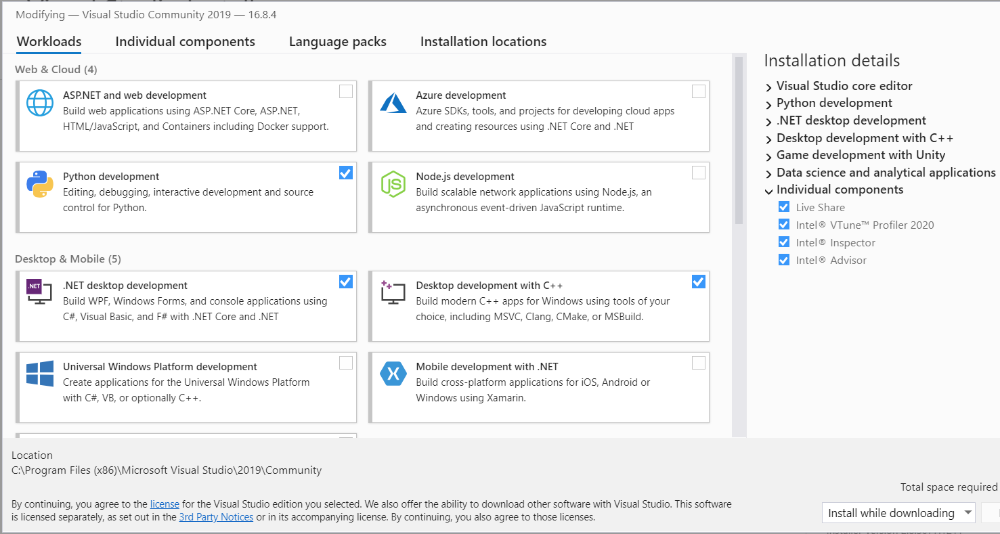 Modifying — Visual Studio Community 2019 — 16.8.4
Workloads
Individual components
Language packs
Installation locations
Web & Cloud (4)
ASP.NET and web development
Build web applications using ASP.NET Core, ASP.NET,
HTML/JavaScript, and Containers including Docker support.
Azure development
Azure SDKs, tools, and projects for developing cloud apps
and creating resources using .NET Core and .NET
Python development
Editing, debugging, interactive development and source
control for Python.
JS
Node.js development
Build scalable network applications using Node.js, an
asynchronous event-driven JavaScript runtime.
Desktop & Mobile (5)
.NET
.NET desktop development
Build WPF, Windows Forms, and console applications using
C#, Visual Basic, and F# with .NET Core and .NET
Desktop development with C++
Build modern C++ apps for Windows using tools of your
choice, including MSVC, Clang, CMake, or MSBuild.
Universal Windows Platform development
Create applications for the Universal Windows Platform
with C#, VB, or optionally C++.
Mobile development with .NET
Build cross-platform applications for iOS, Android or
Windows using Xamarin.
Installation details
Visual Studio core editor
Python development
.NET desktop development
Desktop development with C++
Game development with Unity
Data science and analytical applications
Individual components
Live Share
Intel® VTune™ Profiler 2020
Intel® Inspector
Intel® Advisor
Location
C:\Program Files (x86)\Microsoft Visual Studio\2019\Community
By continuing, you agree to the license for the Visual Studio edition you selected. We also offer the ability to download other software with Visual Studio. This software
is licensed separately, as set out in the 3rd Party Notices or in its accompanying license. By continuing, you also agree to those licenses.
Total space required
Install while downloading